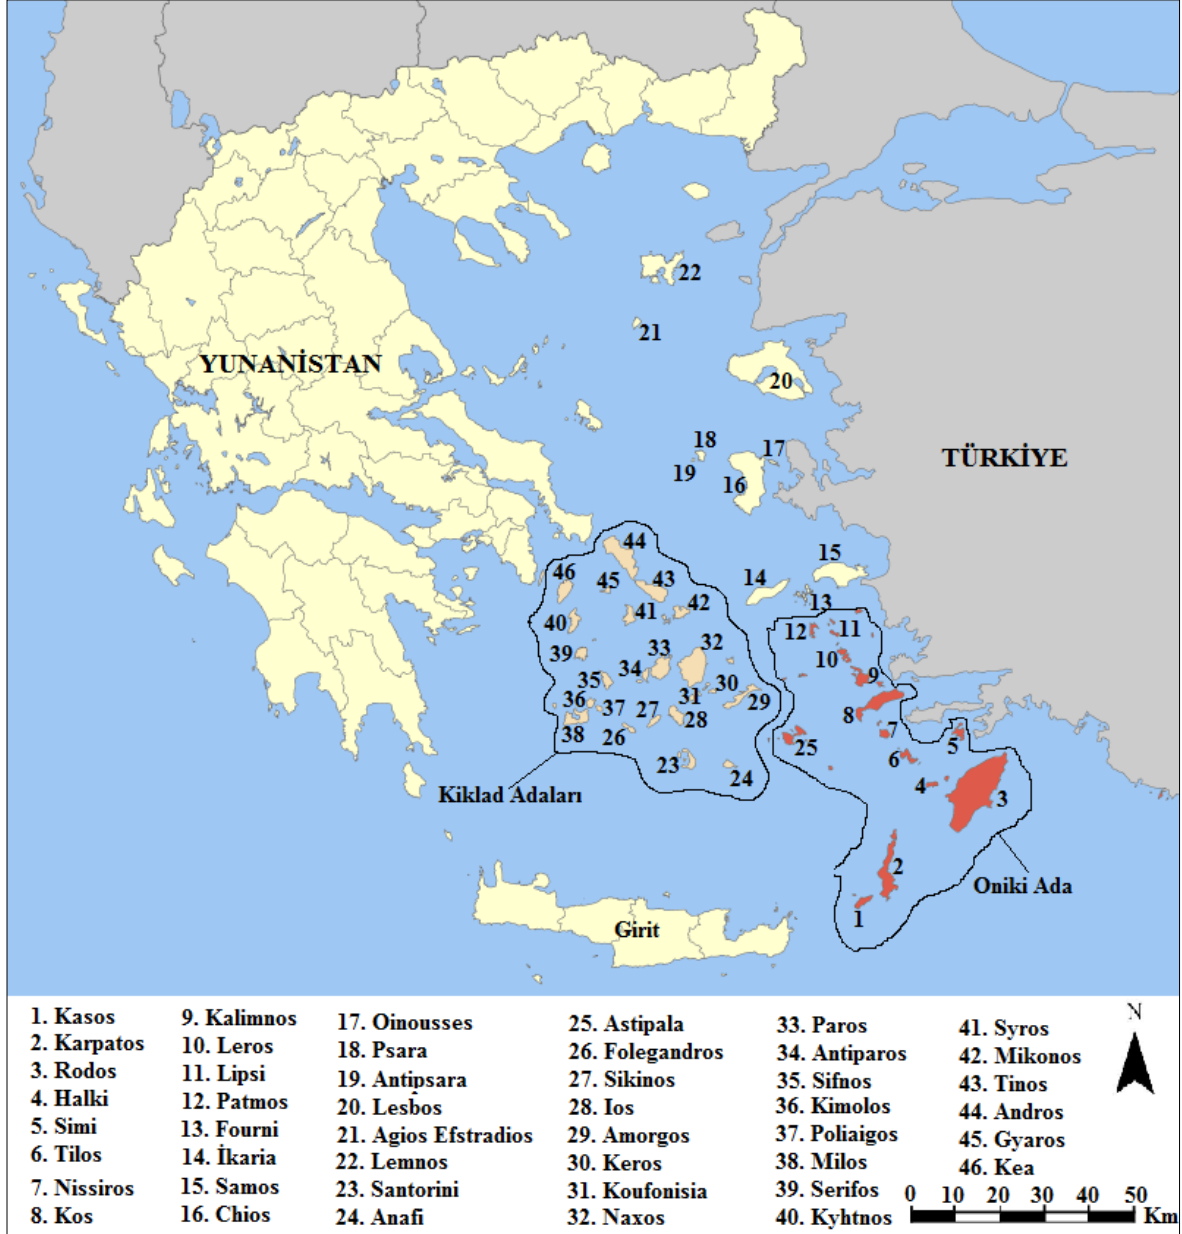 22
21
YUNANİSTAN
20
18
17
TÜRKİYE
19
16
44
15
46
45
43
14
13
42
41
40
12
11
39
33
32
10
34
35
9
30
31
29
36
37
27
28
8
7
38
26
25
5
6
23
24
4
3
Kiklad Adaları
2
Oniki Ada
1
Girit
1. Kasos
2. Karpatos
3. Rodos
4. Halki
5. Simi
6. Tilos
7. Nissiros
8. Kos
9. Kalimnos
10. Leros
11. Lipsi
12. Patmos
13. Fourni
14. İkaria
15. Samos
16. Chios
17. Oinousses
18. Psara
19. Antipsara
20. Lesbos
21. Agios Efstradios
22. Lemnos
23. Santorini
24. Anafi
25. Astipala
26. Folegandros
27. Sikinos
28. Ios
29. Amorgos
30. Keros
31. Koufonisia
32. Naxos
33. Paros
34. Antiparos
35. Sifnos
36. Kimolos
37. Poliaigos
38. Milos
39. Serifos
40. Kyhtnos
41. Syros
42. Mikonos
43. Tinos
44. Andros
45. Gyaros
46. Kea
N
0 10 20 30 40 50
Km